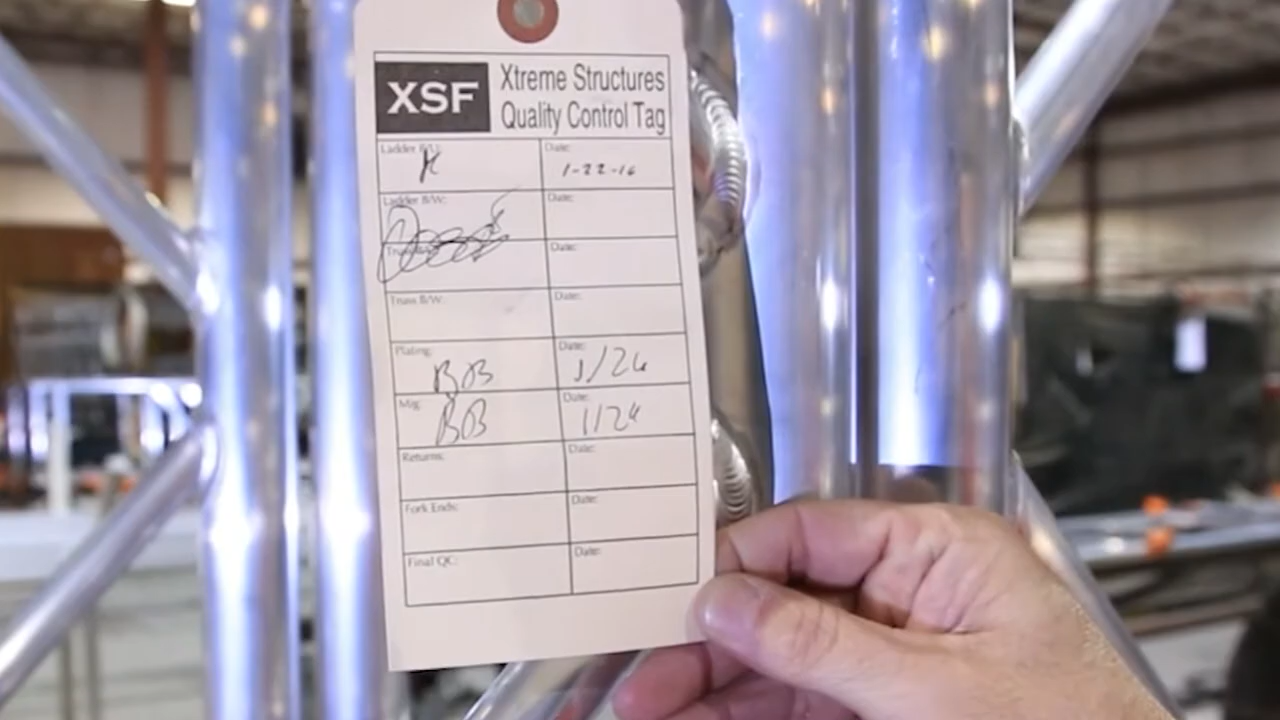 XSF
Xtreme Structures
Quality Control Tag
Ladder B/U:
Date:
1-22-16
Ladder B/W:
Date:
Date:
Truss B/W:
Date:
Plating:
BB
Date:
1/26
Mig:
BB
Date:
1/26
Returns:
Date:
Fork Ends:
Date:
Final QC:
Date: